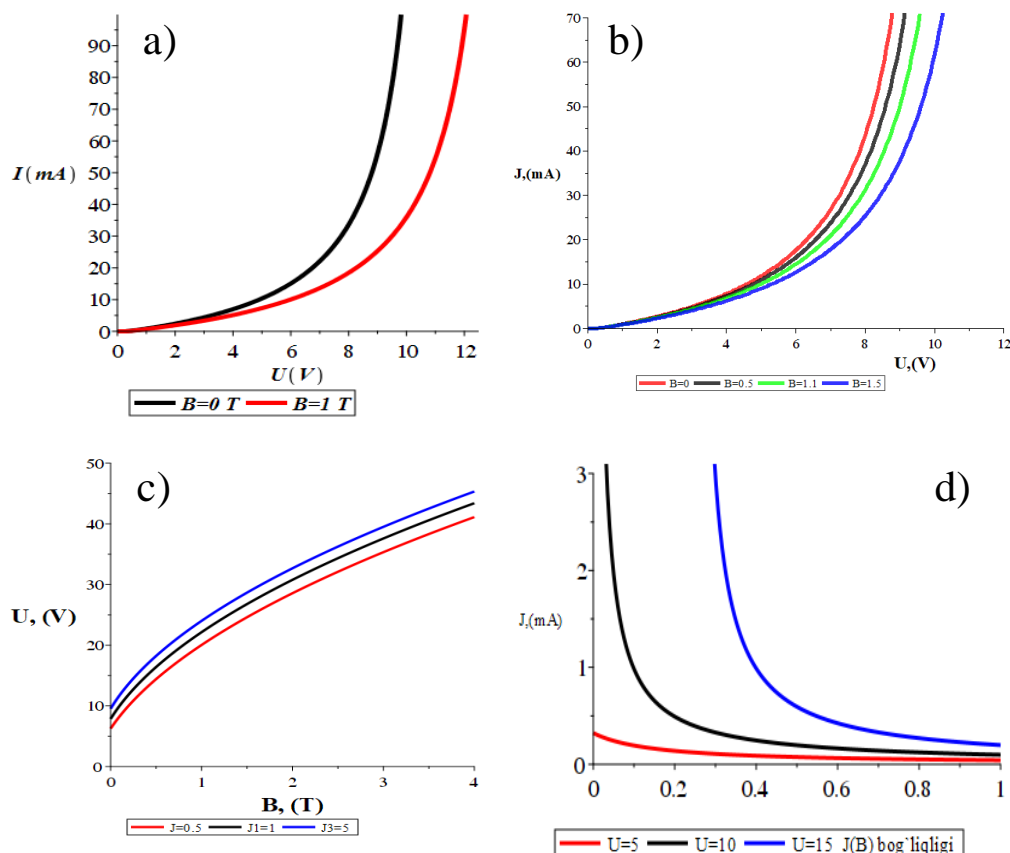 a)
90
80
70
60
50
40
30
20
10
0
I(mA)
0 2 4 6 8 10 12
U(V)
B=0 T B=1 T
b)
70
60
50
40
30
20
10
0
J,(mA)
0 2 4 6 8 10 12
U,(V)
B=0 B=0.5 B=1.1 B=1.5
c)
50
40
30
20
10
0
U, (V)
0 1 2 3 4
B, (T)
J=0.5 J1=1 J3=5
d)
3
2
1
0
J,(mA)
0 0.2 0.4 0.6 0.8 1
U=5 U=10 U=15 J(B) bog`liqligi